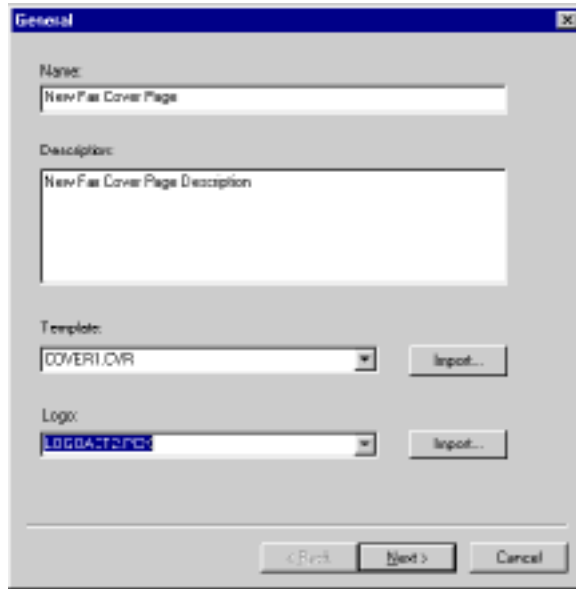 General
Name:
New Fax Cover Page
Description:
New Fax Cover Page Description
Template:
COVER1.CVR
Import...
Logo:
Import...
< Back
Next >
Cancel